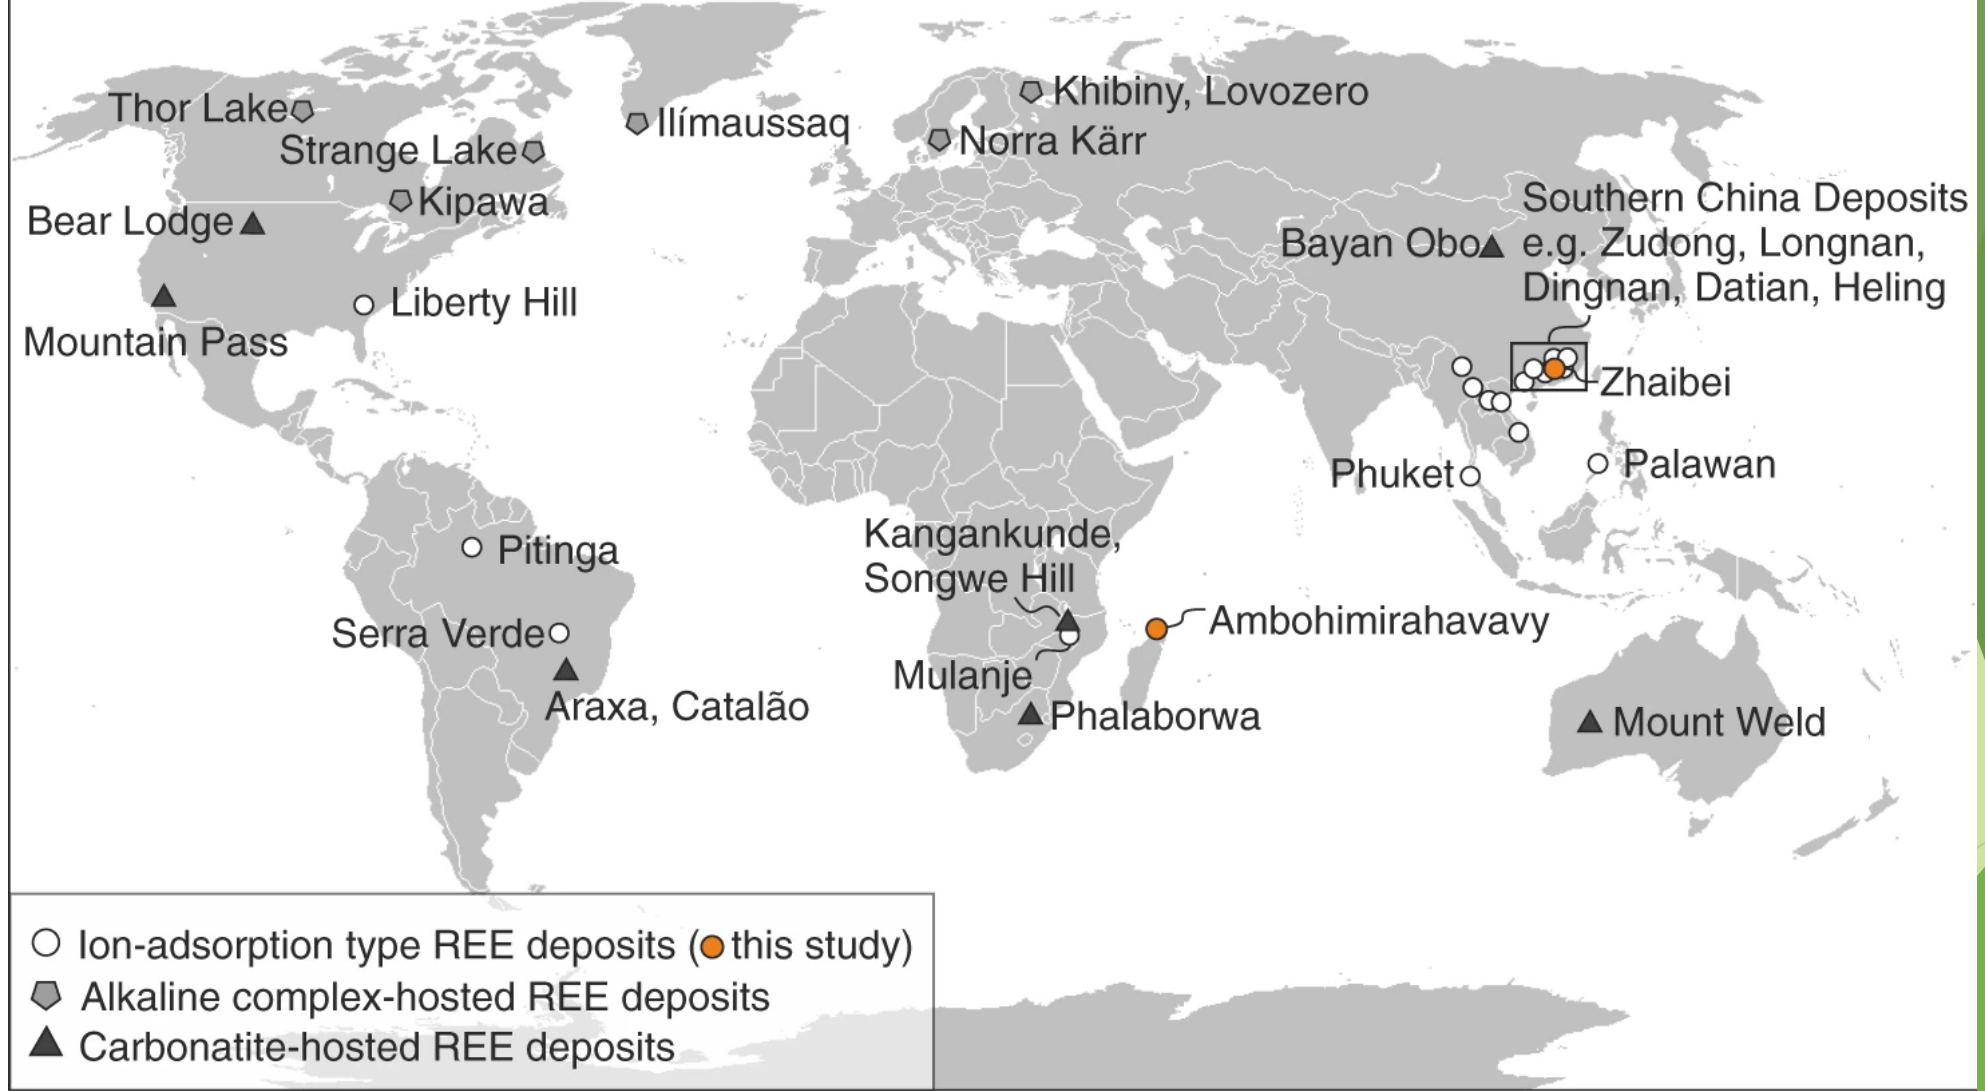 Thor Lake
Strange Lake
Kipawa
Bear Lodge
Mountain Pass
Liberty Hill
Ilímaussaq
Khibiny, Lovozero
Norra Kärr
Bayan Obo
Southern China Deposits
e.g. Zudong, Longnan,
Dingnan, Datian, Heling
Zhaibei
Phuket
Palawan
Pitinga
Serra Verde
Araxa, Catalão
Kangankunde,
Songwe Hill
Mulanje
Phalaborwa
Ambohimirahavavy
Mount Weld
Ion-adsorption type REE deposits (this study)
Alkaline complex-hosted REE deposits
Carbonatite-hosted REE deposits